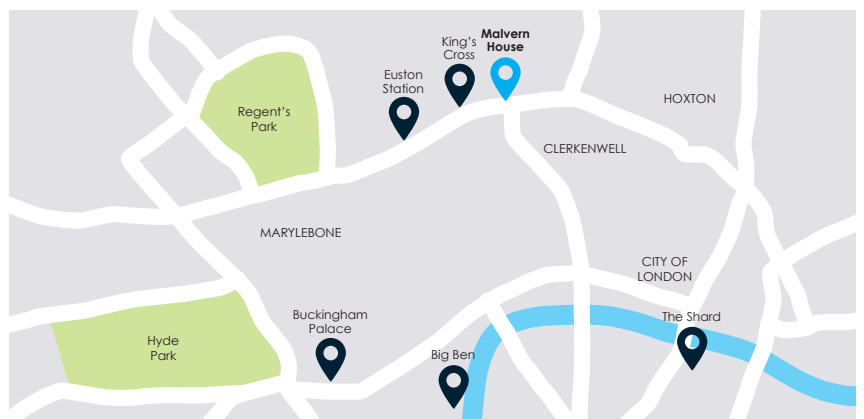 Malvern
House
King's
Cross
Euston
Station
Regent's
Park
HOXTON
CLERKENWELL
MARYLEBONE
CITY OF
LONDON
Buckingham
Palace
The Shard
Hyde
Park
Big Ben